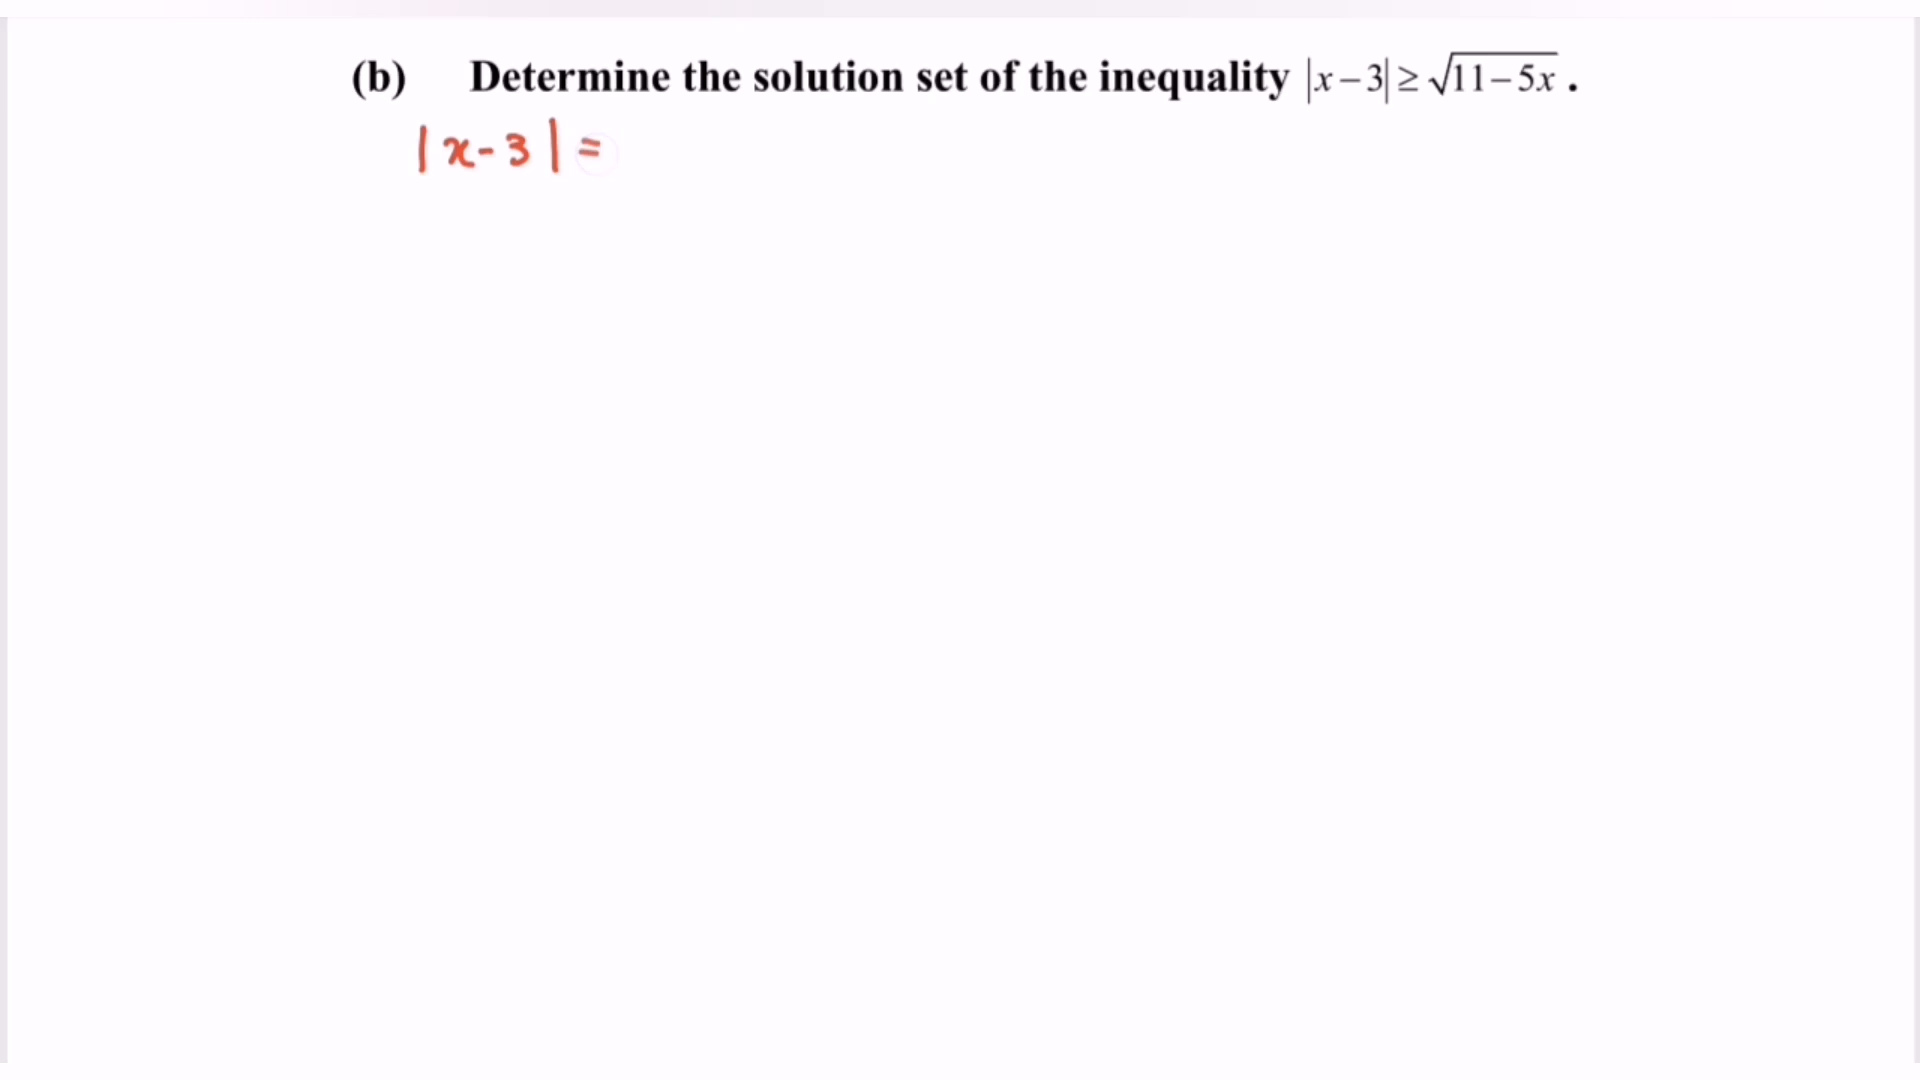 (b) Determine the solution set of the inequality |x−3| ≥ √11−5x .
|x-3| =